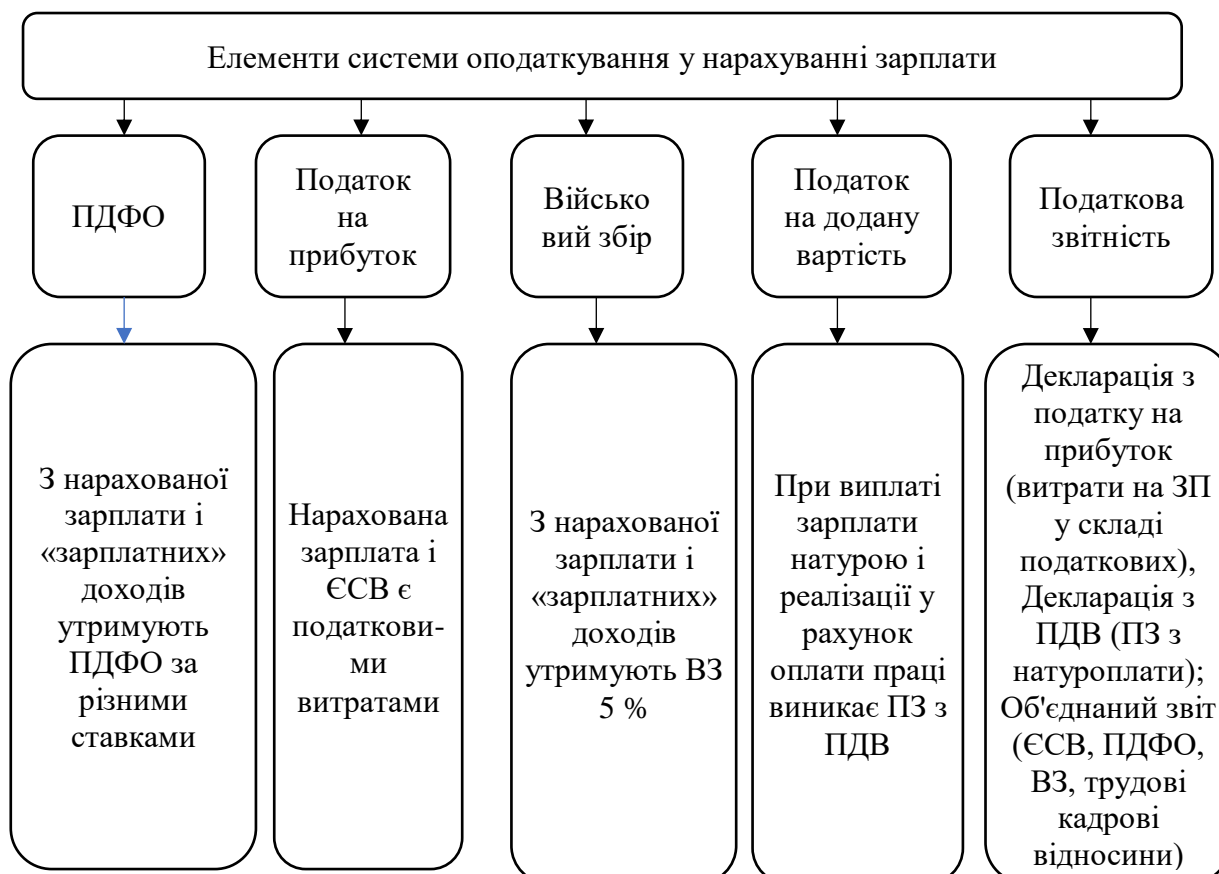 Елементи системи оподаткування у нарахуванні зарплати
ПДФО
Податок
на
прибуток
Військо
вий збір
Податок
на додану
вартість
Податкова
звітність
З нарахованої
зарплати і
«зарплатних»
доходів
утримують
ПДФО за
різними
ставками
Нарахована
зарплата і
ЄСВ є
податкови-
ми
витратами
З нарахованої
зарплати і
«зарплатних»
доходів
утримують ВЗ
5 %
При виплаті
зарплати
натурою і
реалізації у
рахунок
оплати праці
виникає ПЗ з
ПДВ
Декларація з
податку на
прибуток
(витрати на ЗП
у складі
податкових),
Декларація з
ПДВ (ПЗ з
натуроплати);
Об'єднаний звіт
(ЄСВ, ПДФО,
ВЗ, трудові
кадрові
відносини)